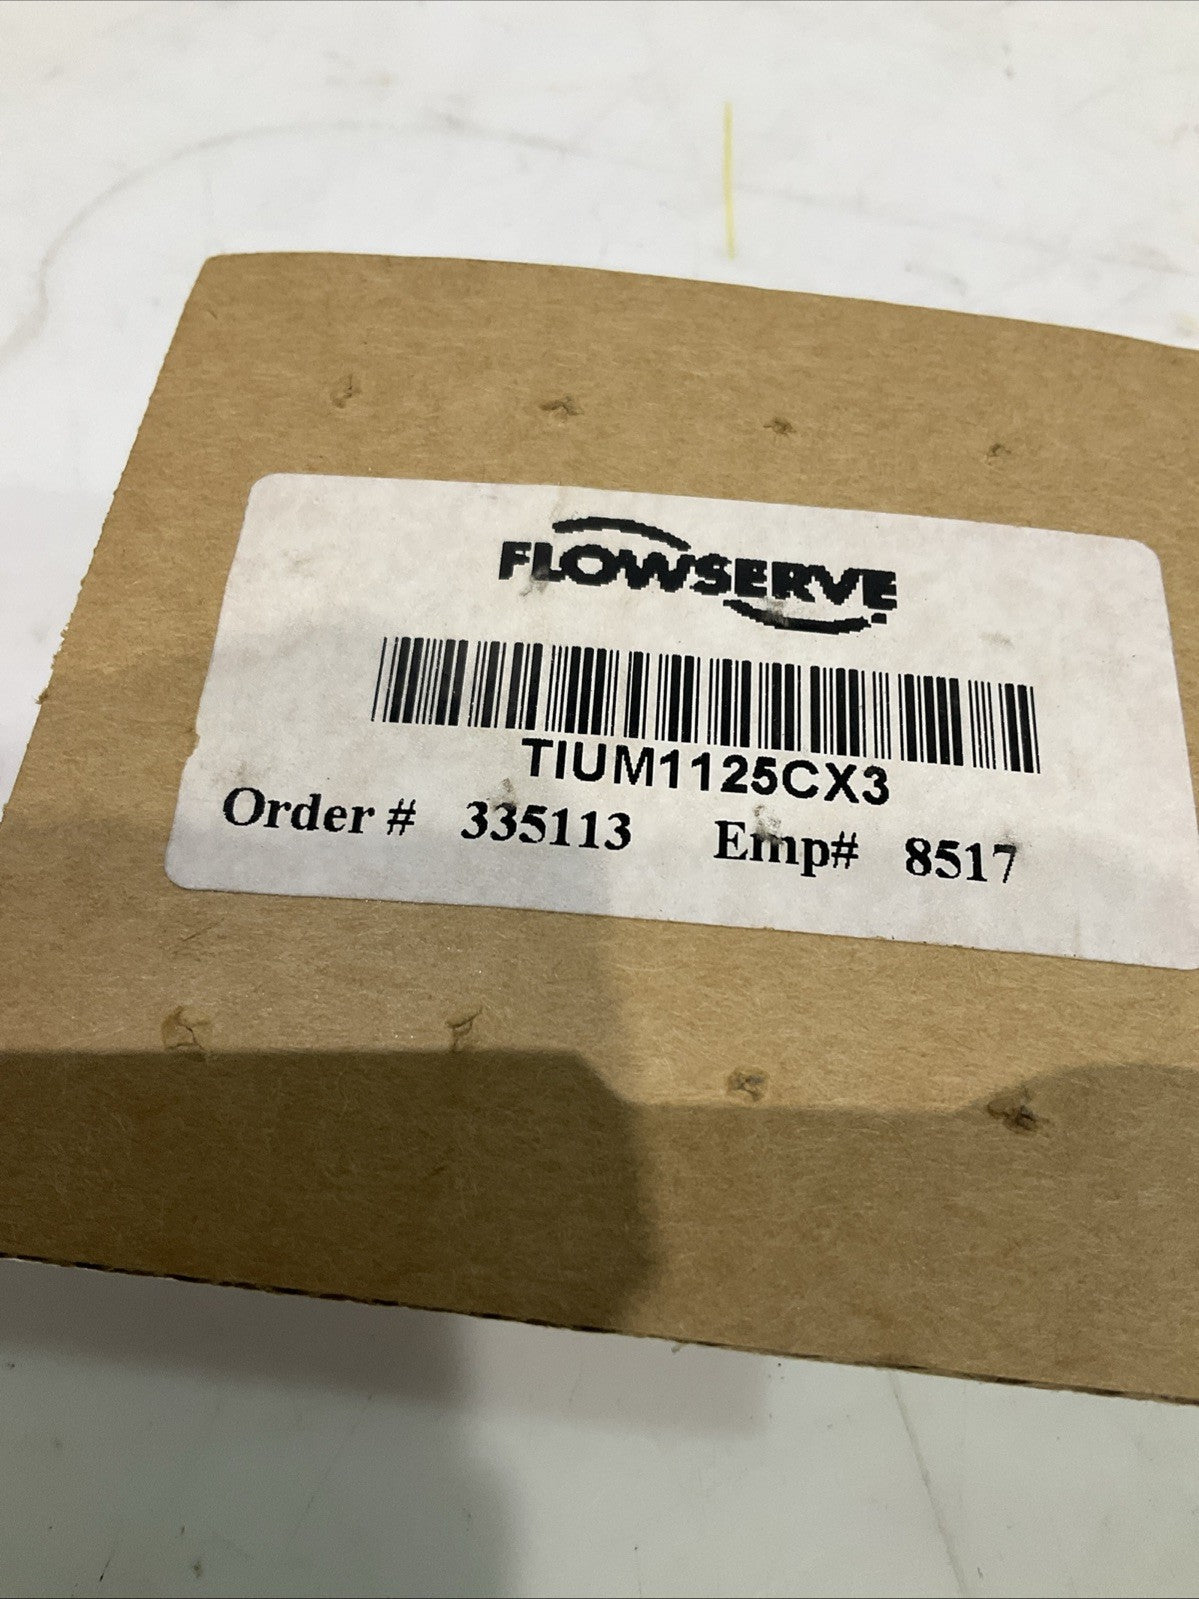 FLOWSERVE
TIUM1125CX3
Order # 335113 Emp# 8517